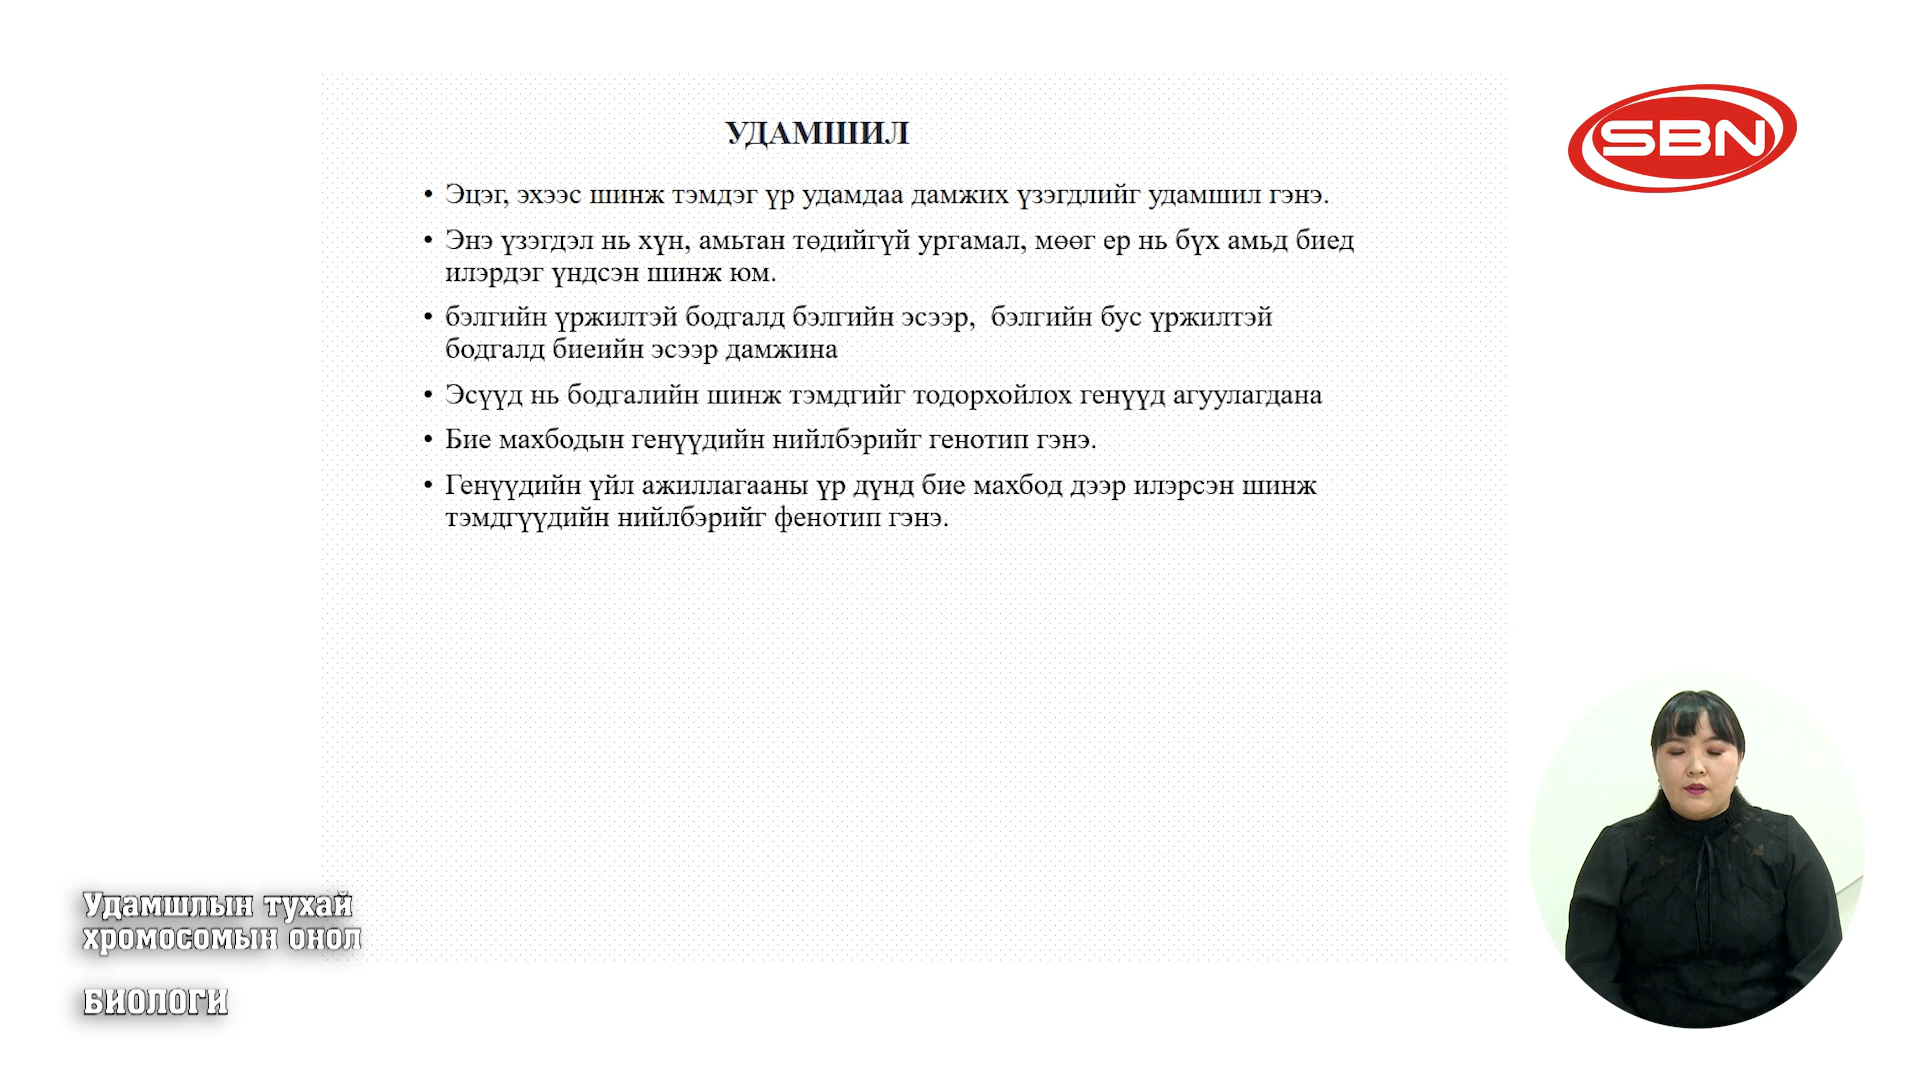 УДАМШИЛ
• Эцэг, эхээс шинж тэмдэг үр удамдаа дамжих үзэгдлийг удамшил гэнэ.
• Энэ үзэгдэл нь хүн, амьтан төдийгүй ургамал, мөөг ер нь бүх амьд биед
илэрдэг үндсэн шинж юм.
• бэлгийн үржилтэй бодгалд бэлгийн эсээр, бэлгийн бус үржилтэй
бодгалд биеийн эсээр дамжина
• Эсүүд нь бодгалийн шинж тэмдгийг тодорхойлох генүүд агуулагдана
• Бие махбодын генүүдийн нийлбэрийг генотип гэнэ.
• Генүүдийн үйл ажиллагааны үр дүнд бие махбод дээр илэрсэн шинж
тэмдгүүдийн нийлбэрийг фенотип гэнэ.
SBN
Удамшлын тухай
хромосомын онол
БИОЛОГИ